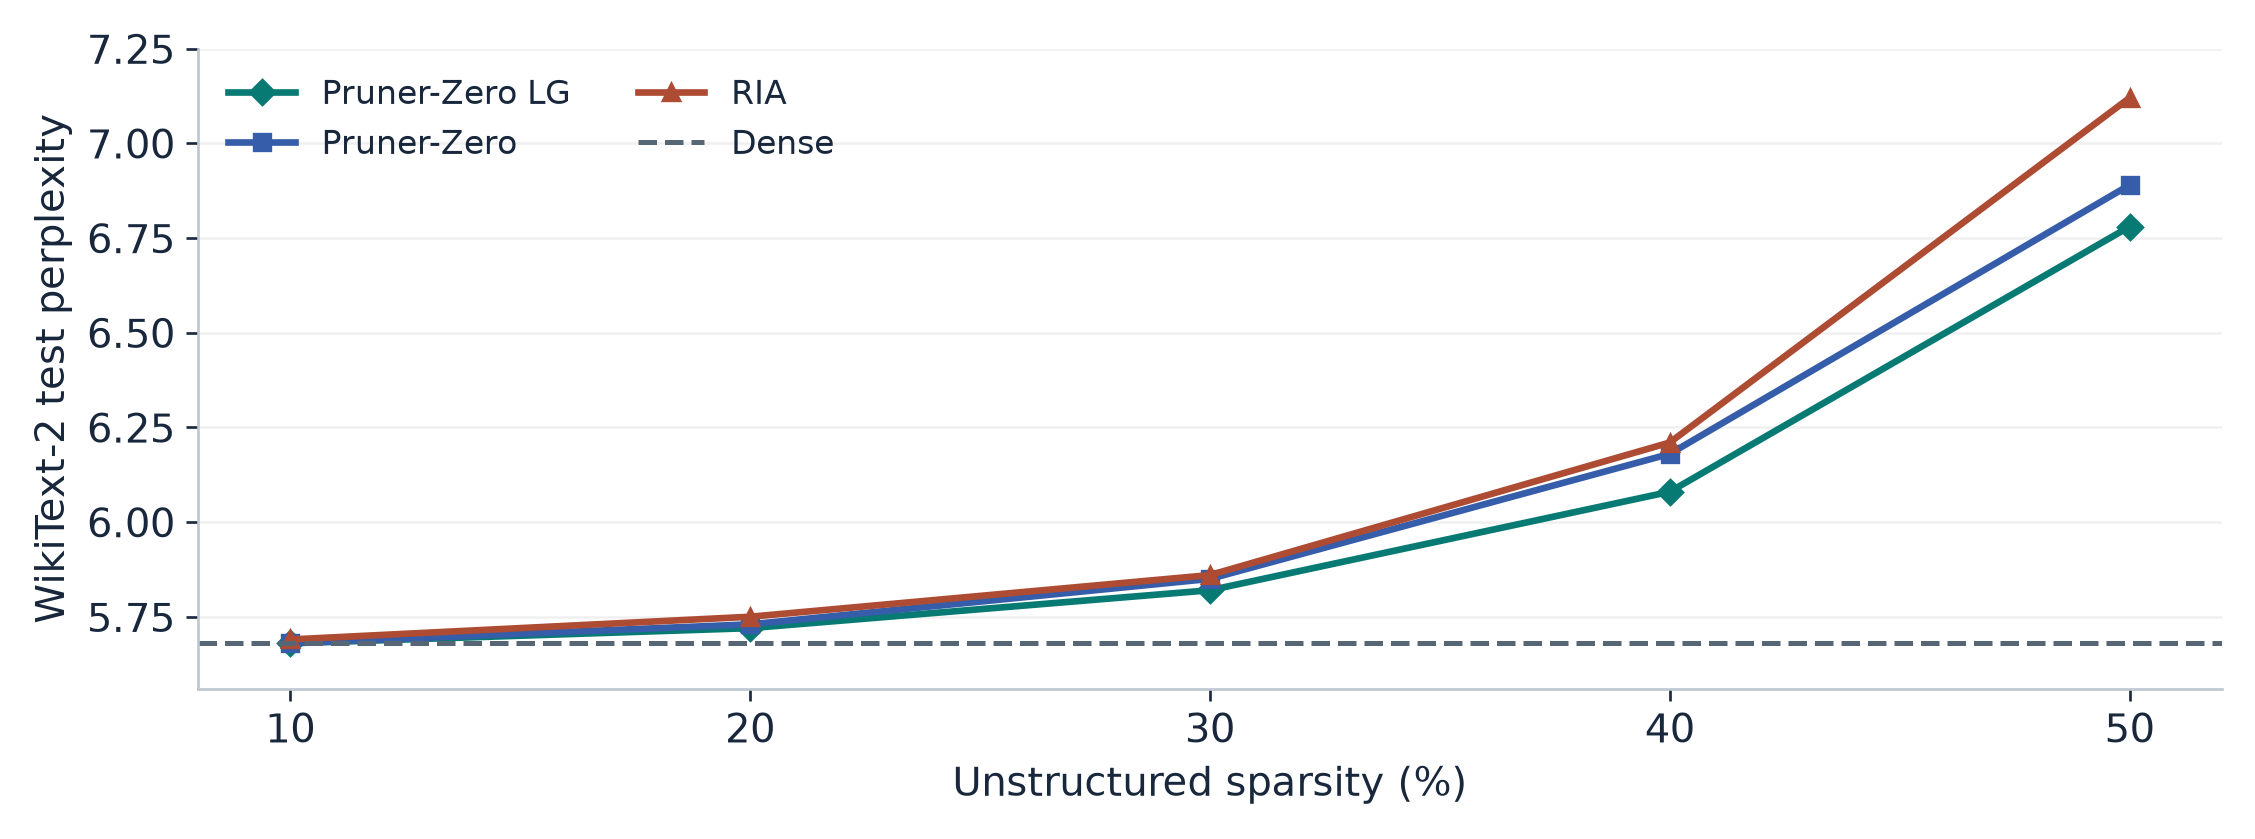 7.25
7.00
6.75
6.50
6.25
6.00
5.75
WikiText-2 test perplexity
Pruner-Zero LG
Pruner-Zero
RIA
Dense
10 20 30 40 50
Unstructured sparsity (%)